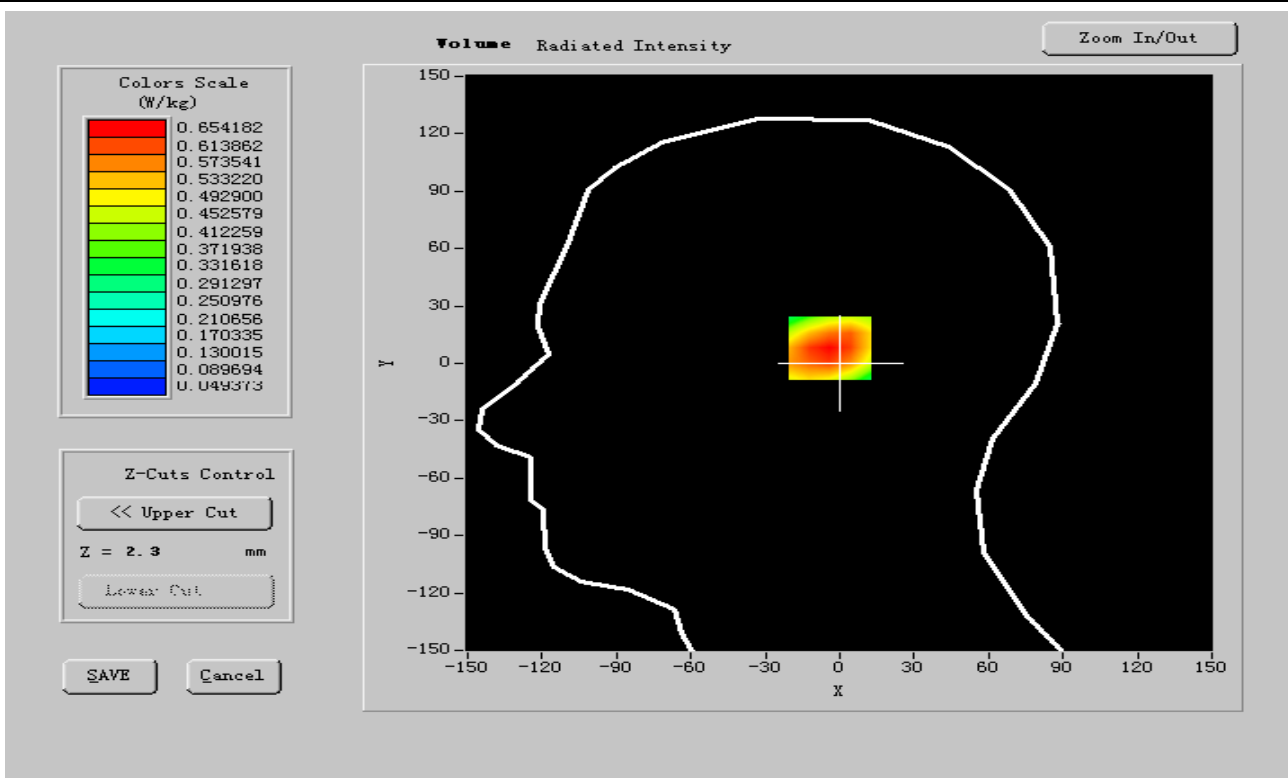 Volume Radiated Intensity
Zoom In/Out
Colors Scale
(W/kg)
0.654182
0.613862
0.573541
0.533220
0.492900
0.452579
0.412259
0.371938
0.331618
0.291297
0.250976
0.210656
0.170335
0.130015
0.089694
0.049373
Z-Cuts Control
<< Upper Cut
Z = 2.3 mm
Lower Cut
SAVE Cancel
150
120
90
60
30
0
-30
-60
-90
-120
-150
Y
-150 -120 -90 -60 -30 0 30 60 90 120 150
X